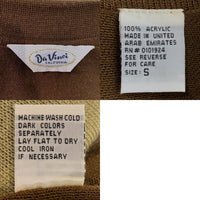 Da Vinci
CALIFORNIA
100% ACRYLIC
MADE IN UNITED
ARAB EMIRATES
RN # 0101924
SEE REVERSE
FOR CARE
SIZE: S
MACHINE WASH COLD
DARK COLORS
SEPARATELY
LAY FLAT TO DRY
COOL IRON
IF NECESSARY